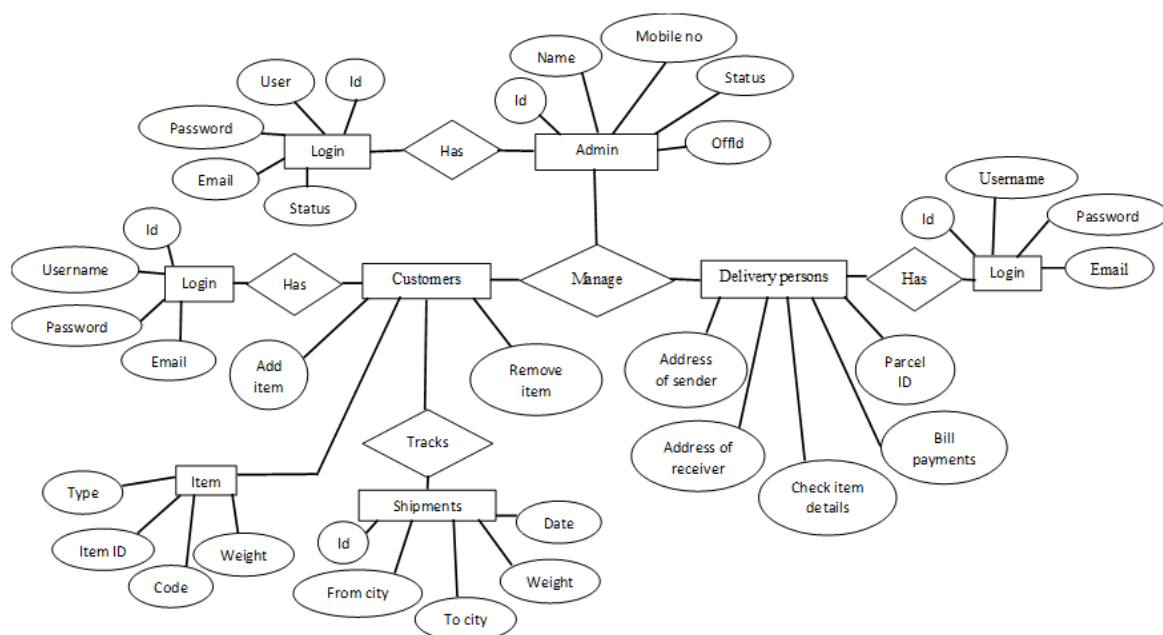 Mobile no
Name
User
Id
Status
Id
Password
OffId
Login
Has
Admin
Username
Email
Status
Id
Password
Id
Username
Login
Has
Customers
Manage
Delivery persons
Has
Login
Email
Password
Email
Add
item
Remove
item
Address
of sender
Parcel
ID
Tracks
Address of
receiver
Bill
payments
Type
Item
Check item
details
Shipments
Date
Item ID
Weight
Id
Code
From city
Weight
To city